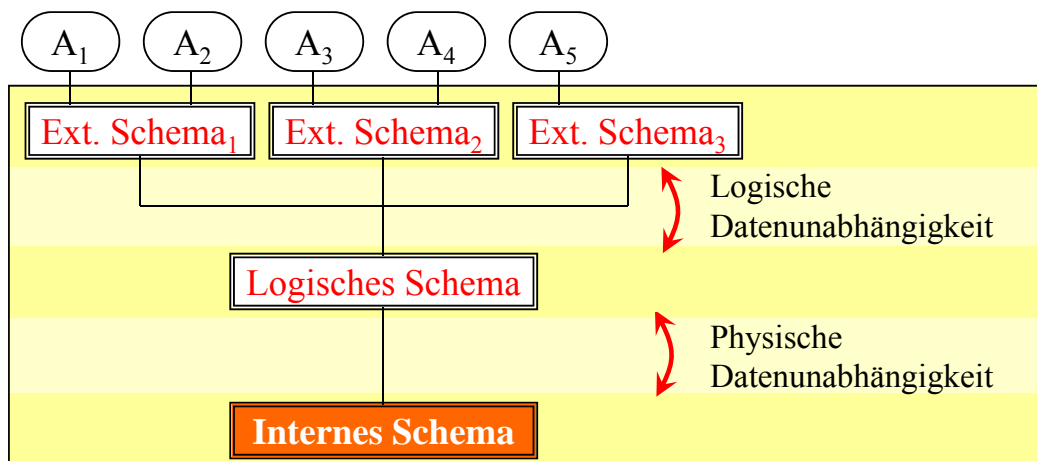 A₁ A₂ A₃ A₄ A₅
Ext. Schema₁ Ext. Schema₂ Ext. Schema₃
Logische
Datenunabhängigkeit
Logisches Schema
Physische
Datenunabhängigkeit
Internes Schema